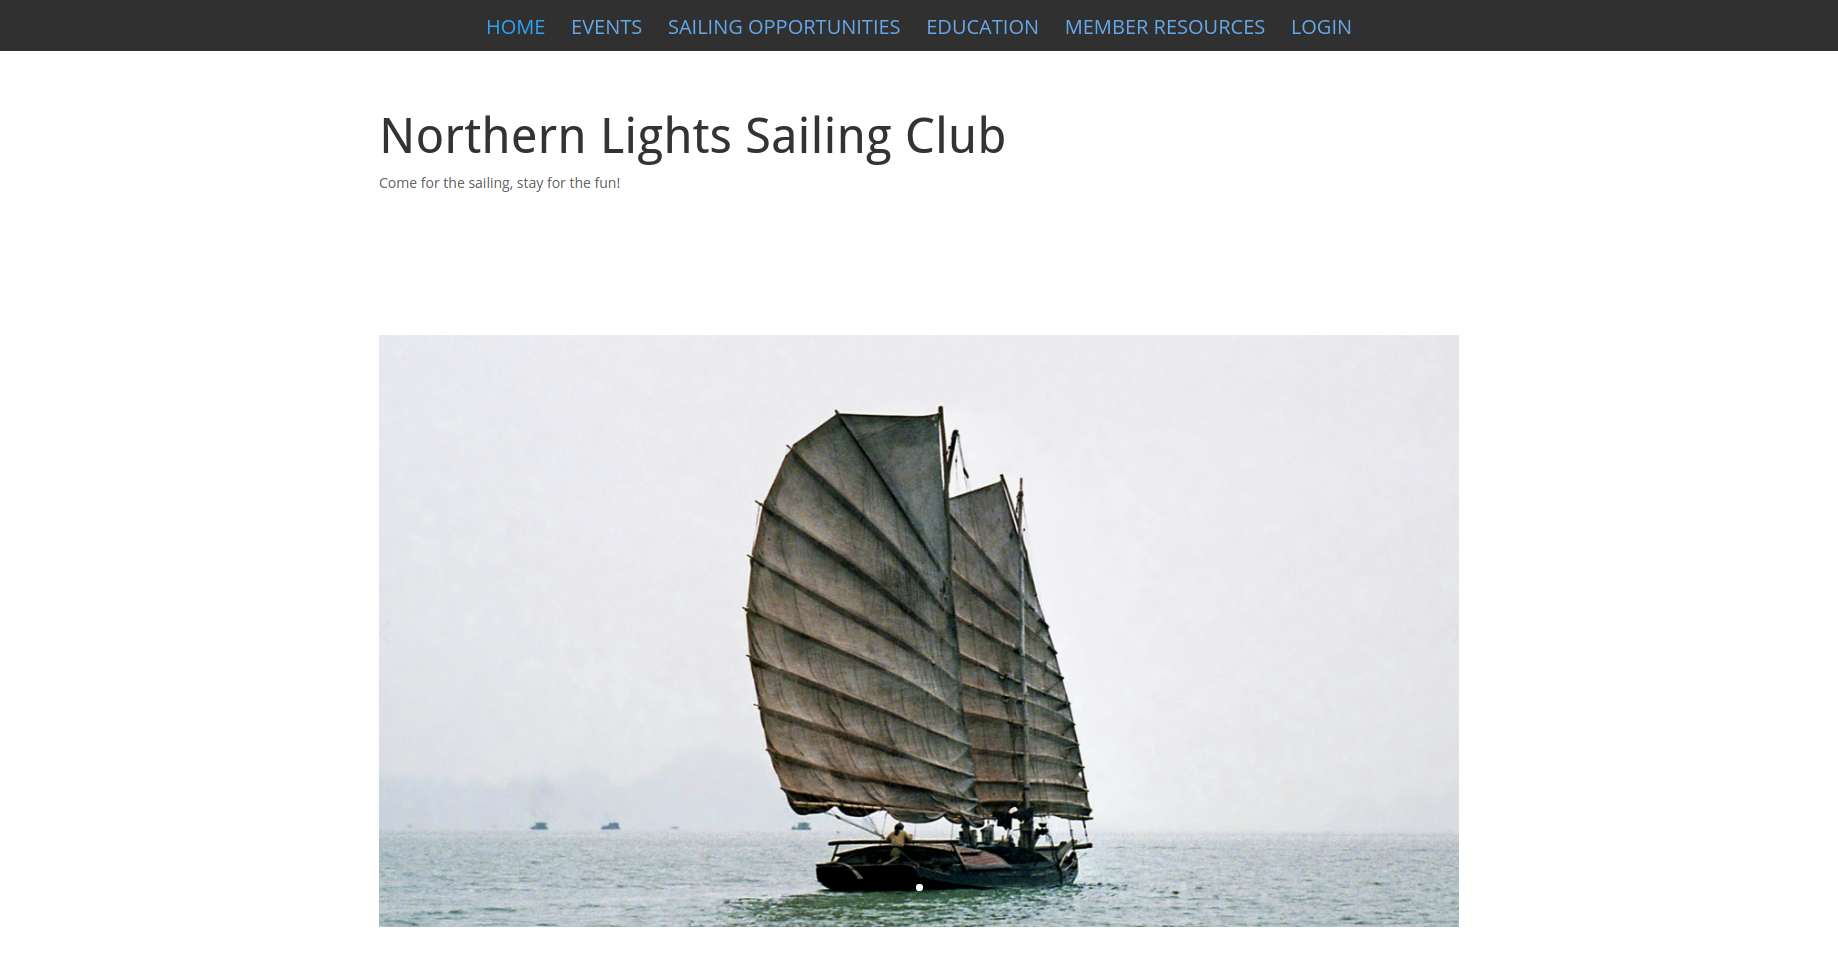 HOME EVENTS SAILING OPPORTUNITIES EDUCATION MEMBER RESOURCES LOGIN
Northern Lights Sailing Club
Come for the sailing, stay for the fun!